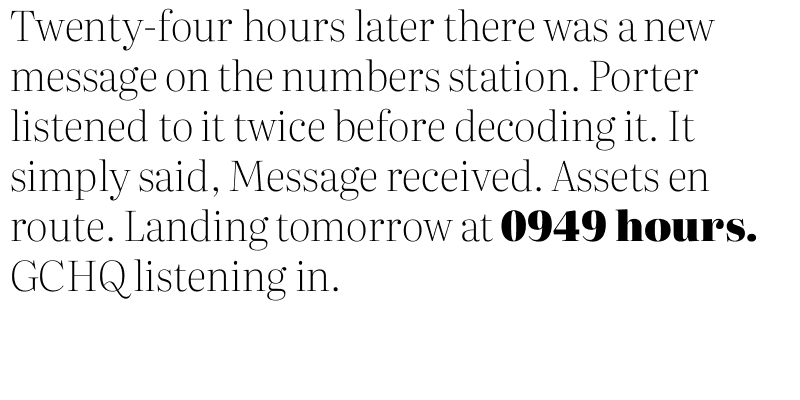 Twenty-four hours later there was a new
message on the numbers station. Porter
listened to it twice before decoding it. It
simply said, Message received. Assets en
route. Landing tomorrow at 0949 hours.
GCHQ listening in.